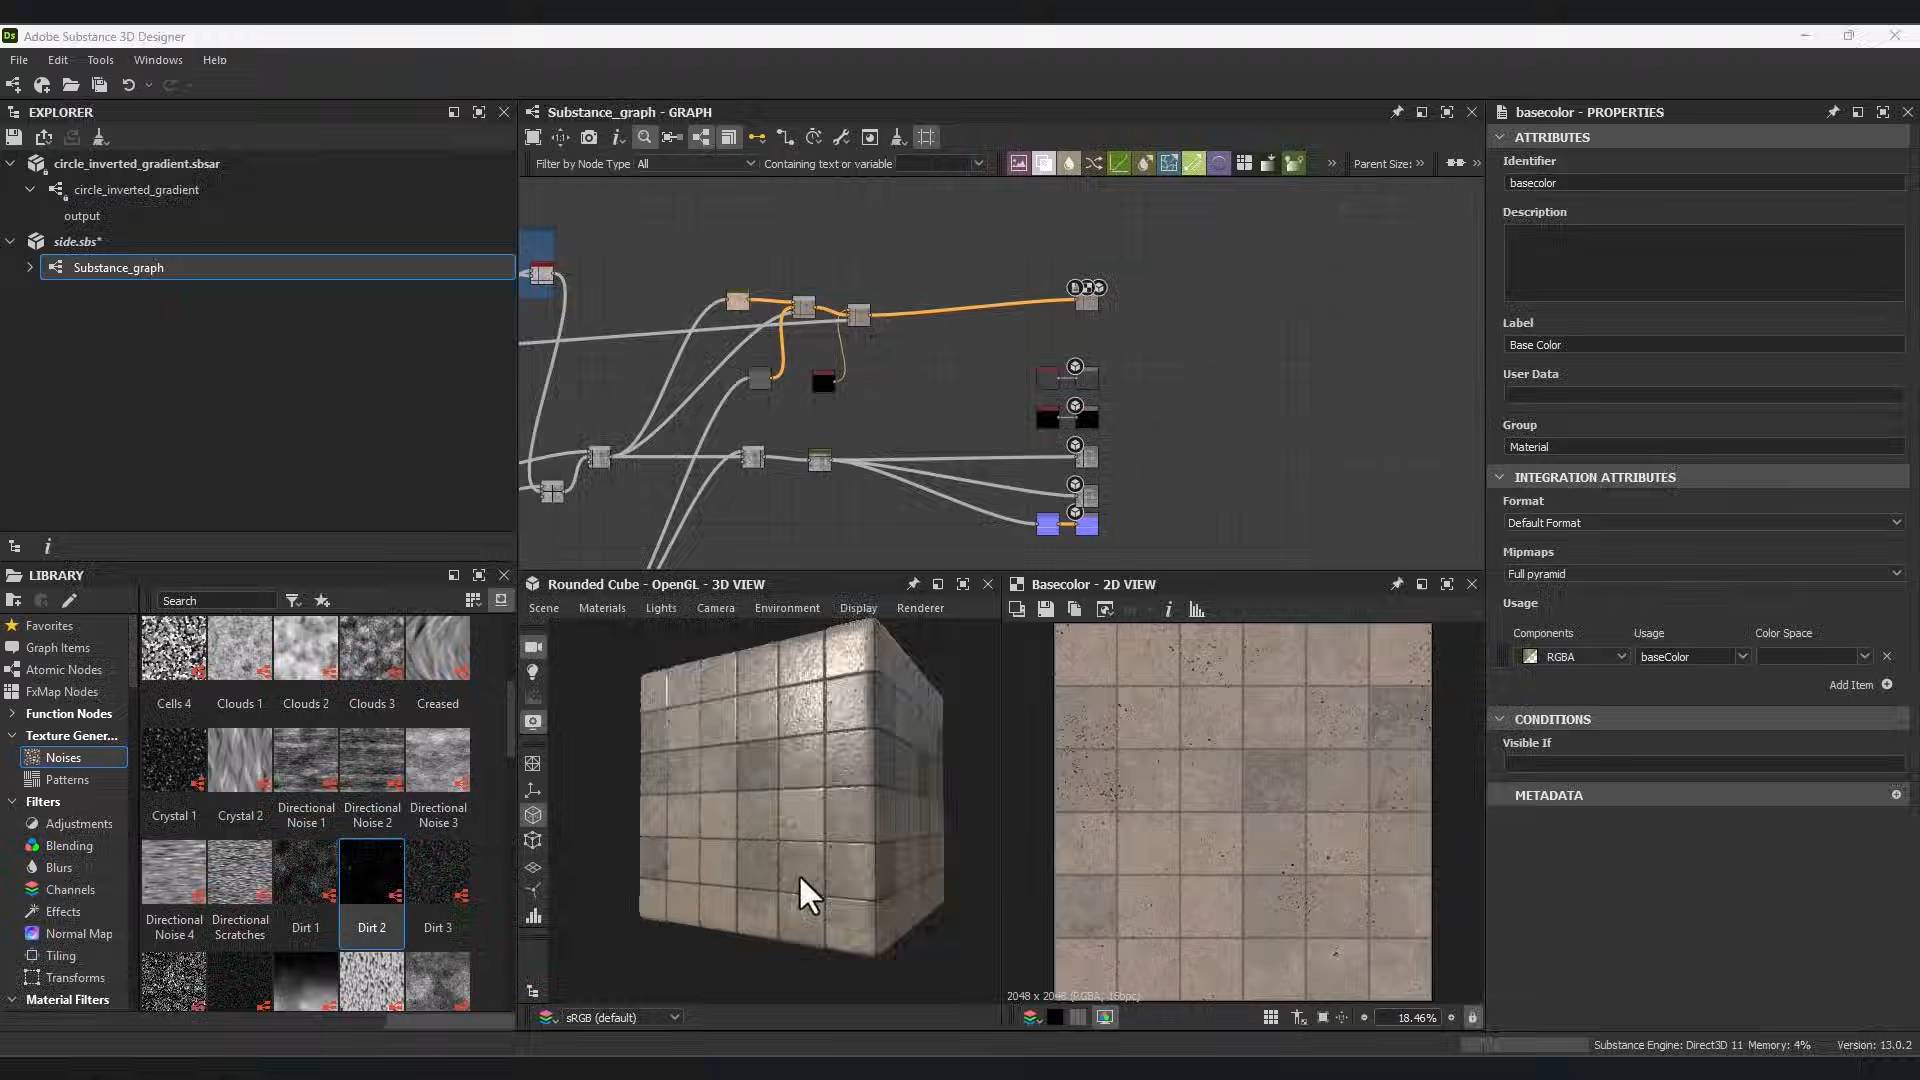 Ds Adobe Substance 3D Designer
File Edit Tools Windows Help
EXPLORER
circle_inverted_gradient.sbsar
circle_inverted_gradient
output
side.sbs*
Substance_graph
LIBRARY
Search
Favorites
Graph Items
Atomic Nodes
FxMap Nodes
Function Nodes
Texture Gener...
Noises
Patterns
Filters
Adjustments
Blending
Blurs
Channels
Effects
Normal Map
Tiling
Transforms
Material Filters
Cells 4
Clouds 1
Clouds 2
Clouds 3
Creased
Crystal 1
Crystal 2
Directional
Noise 1
Directional
Noise 2
Directional
Noise 3
Directional
Noise 4
Directional
Scratches
Dirt 1
Dirt 2
Dirt 3
Substance_graph - GRAPH
Filter by Node Type All
Containing text or variable
Parent Size:
Rounded Cube - OpenGL - 3D VIEW
Scene Materials Lights Camera Environment Display Renderer
sRGB (default)
Basecolor - 2D VIEW
2048 x 2048 (RGBA, 16bpc)
18.46%
basecolor - PROPERTIES
ATTRIBUTES
Identifier
basecolor
Description
Label
Base Color
User Data
Group
Material
INTEGRATION ATTRIBUTES
Format
Default Format
Mipmaps
Full pyramid
Usage
Components Usage Color Space
RGBA baseColor
Add Item
CONDITIONS
Visible If
METADATA
Substance Engine: Direct3D 11 Memory: 4% Version: 13.0.2